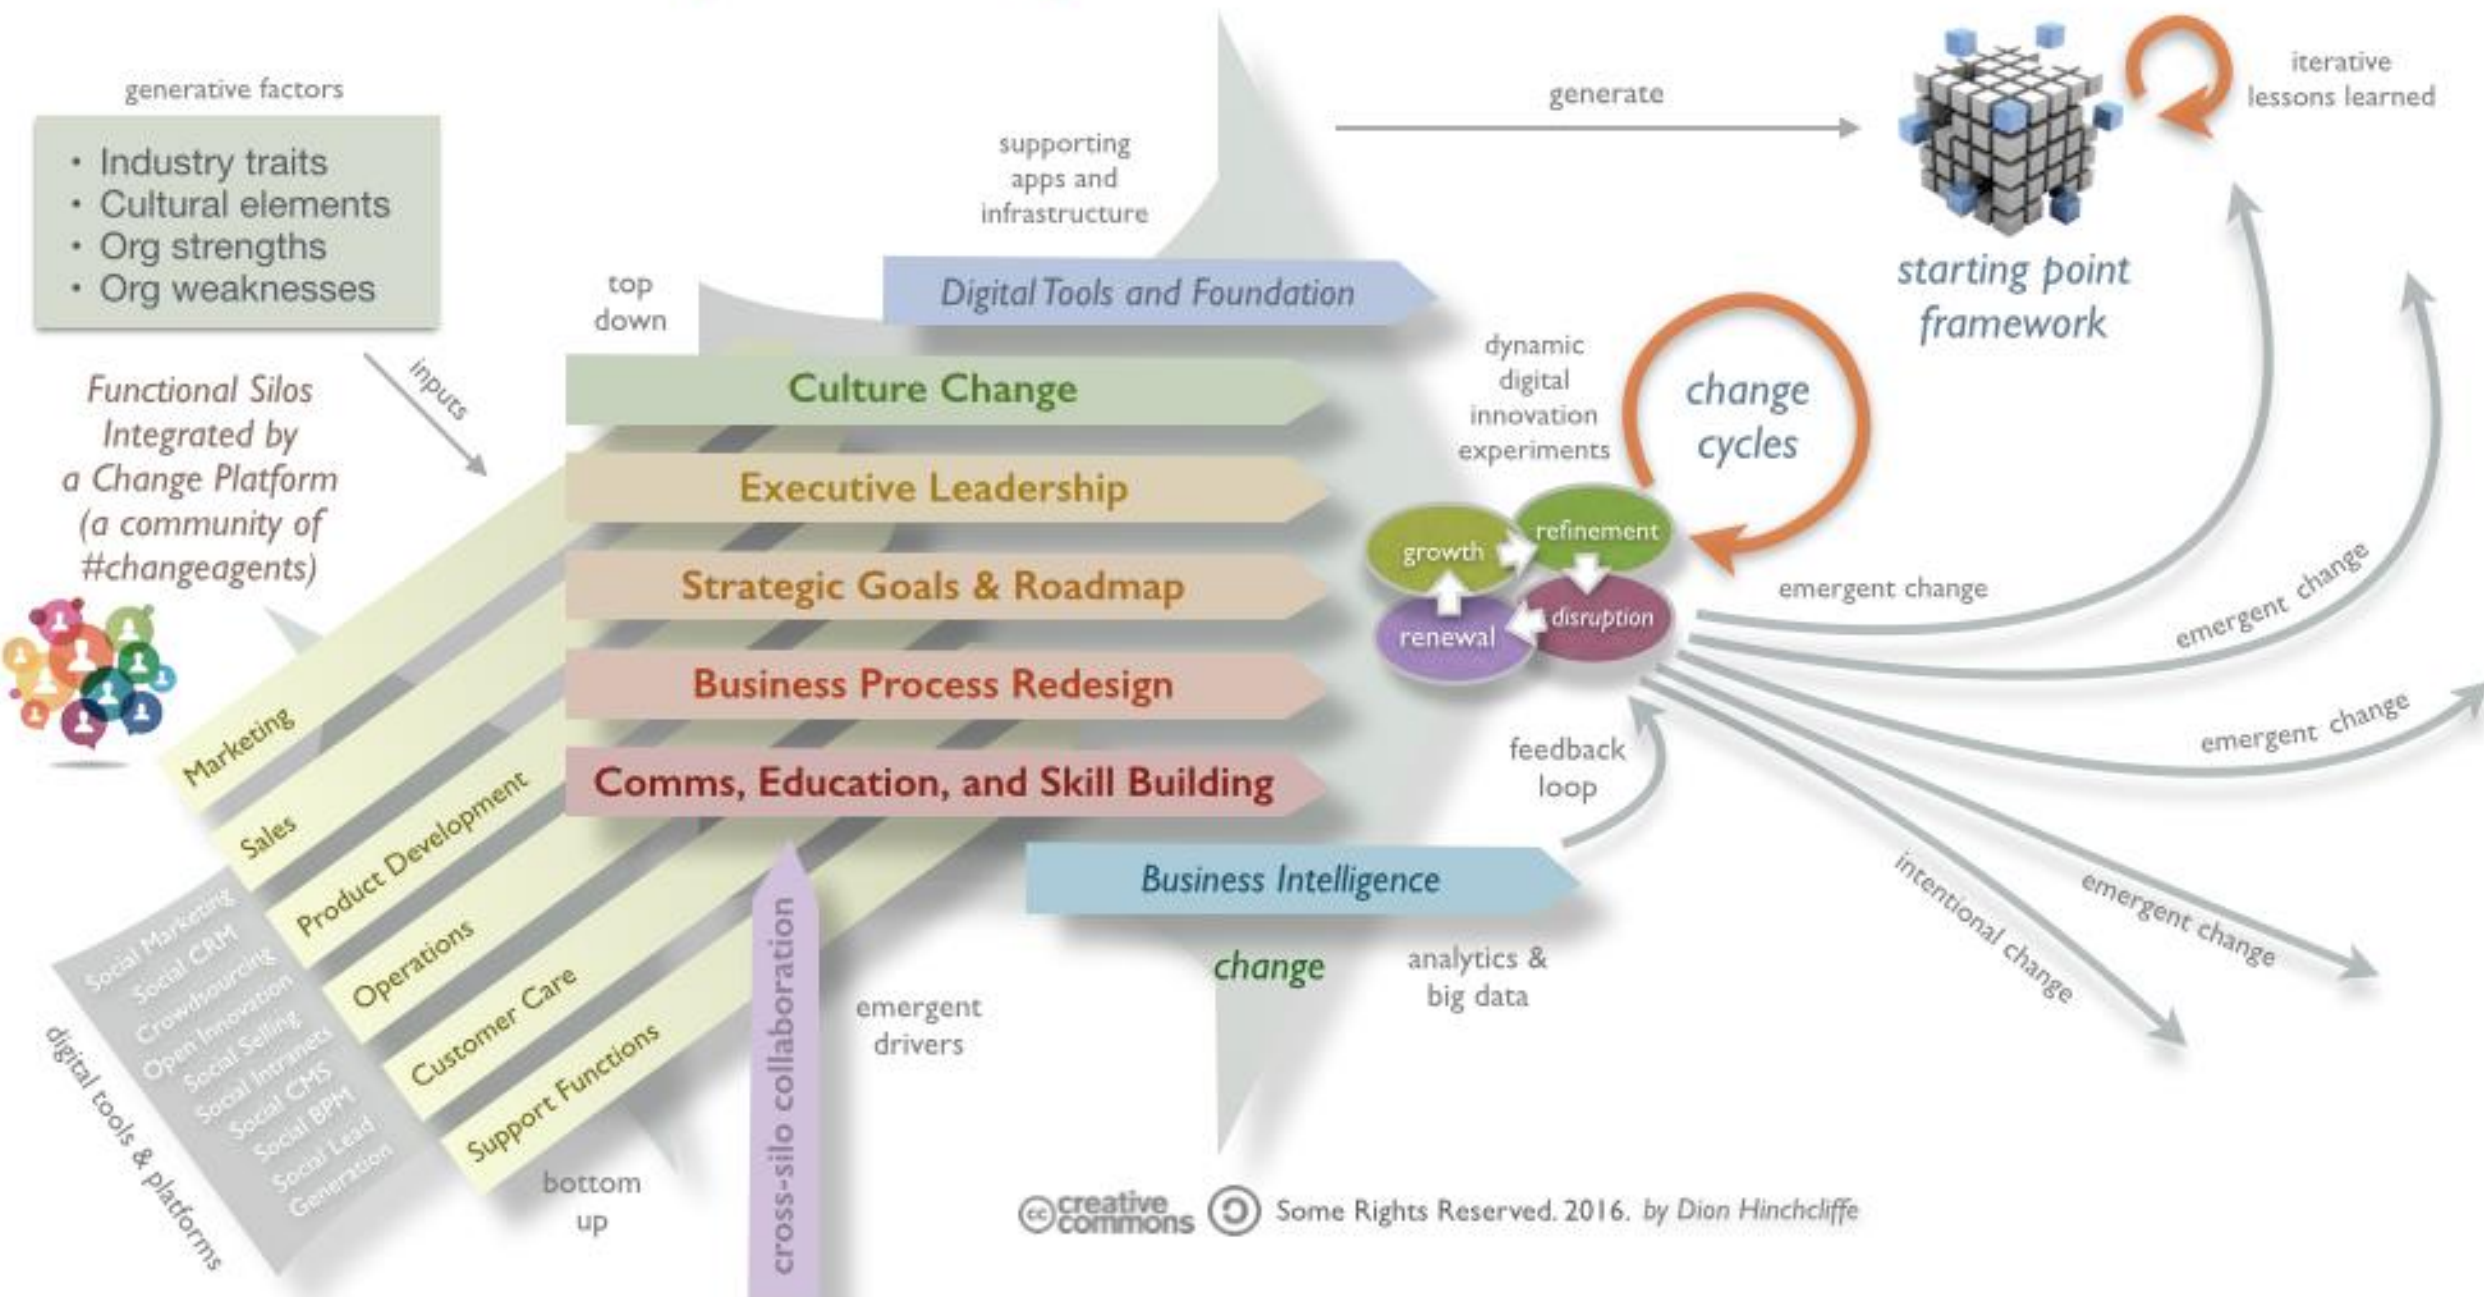 generative factors
• Industry traits
• Cultural elements
• Org strengths
• Org weaknesses
inputs
Functional Silos
Integrated by
a Change Platform
(a community of
#changeagents)
top
down
supporting
apps and
infrastructure
generate
iterative
lessons learned
starting point
framework
Digital Tools and Foundation
Culture Change
Executive Leadership
Strategic Goals & Roadmap
Business Process Redesign
Comms, Education, and Skill Building
Business Intelligence
dynamic
digital
innovation
experiments
change
cycles
growth
refinement
renewal
disruption
emergent change
emergent change
emergent change
emergent change
intentional change
feedback
loop
change
analytics &
big data
Marketing
Sales
Product Development
Operations
Customer Care
Support Functions
Social Marketing
Social CRM
Crowdsourcing
Open Innovation
Social Selling
Social Intranets
Social CMS
Social BPM
Social Lead
Generation
digital tools & platforms
bottom
up
cross-silo collaboration
emergent
drivers
cc creative
commons
Some Rights Reserved. 2016. by Dion Hinchcliffe